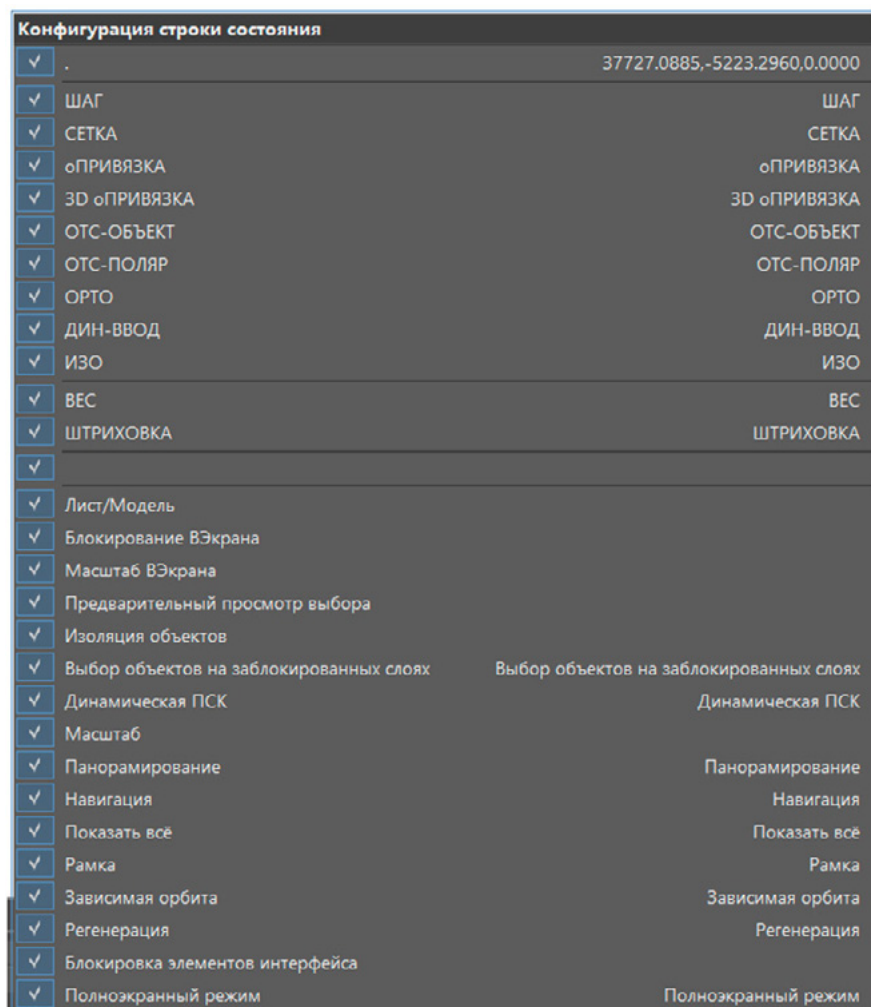 Конфигурация строки состояния
. 37727.0885,-5223.2960,0.0000
ШАГ ШАГ
СЕТКА СЕТКА
оПРИВЯЗКА оПРИВЯЗКА
3D оПРИВЯЗКА 3D оПРИВЯЗКА
ОТС-ОБЪЕКТ ОТС-ОБЪЕКТ
ОТС-ПОЛЯР ОТС-ПОЛЯР
ОРТО ОРТО
ДИН-ВВОД ДИН-ВВОД
ИЗО ИЗО
ВЕС ВЕС
ШТРИХОВКА ШТРИХОВКА
Лист/Модель
Блокирование ВЭкрана
Масштаб ВЭкрана
Предварительный просмотр выбора
Изоляция объектов
Выбор объектов на заблокированных слоях Выбор объектов на заблокированных слоях
Динамическая ПСК Динамическая ПСК
Масштаб
Панорамирование Панорамирование
Навигация Навигация
Показать всё Показать всё
Рамка Рамка
Зависимая орбита Зависимая орбита
Регенерация Регенерация
Блокировка элементов интерфейса
Полноэкранный режим Полноэкранный режим